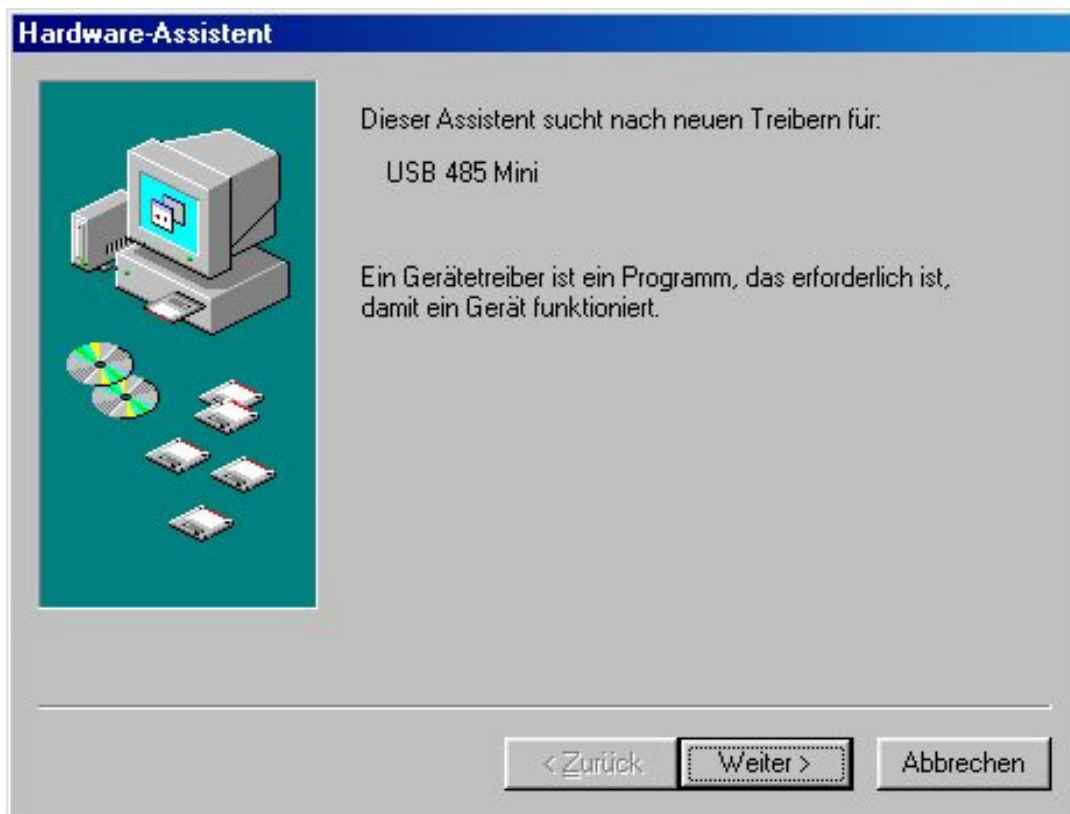 Hardware-Assistent
Dieser Assistent sucht nach neuen Treibern für:
USB 485 Mini
Ein Gerätetreiber ist ein Programm, das erforderlich ist,
damit ein Gerät funktioniert.
< Zurück
Weiter >
Abbrechen